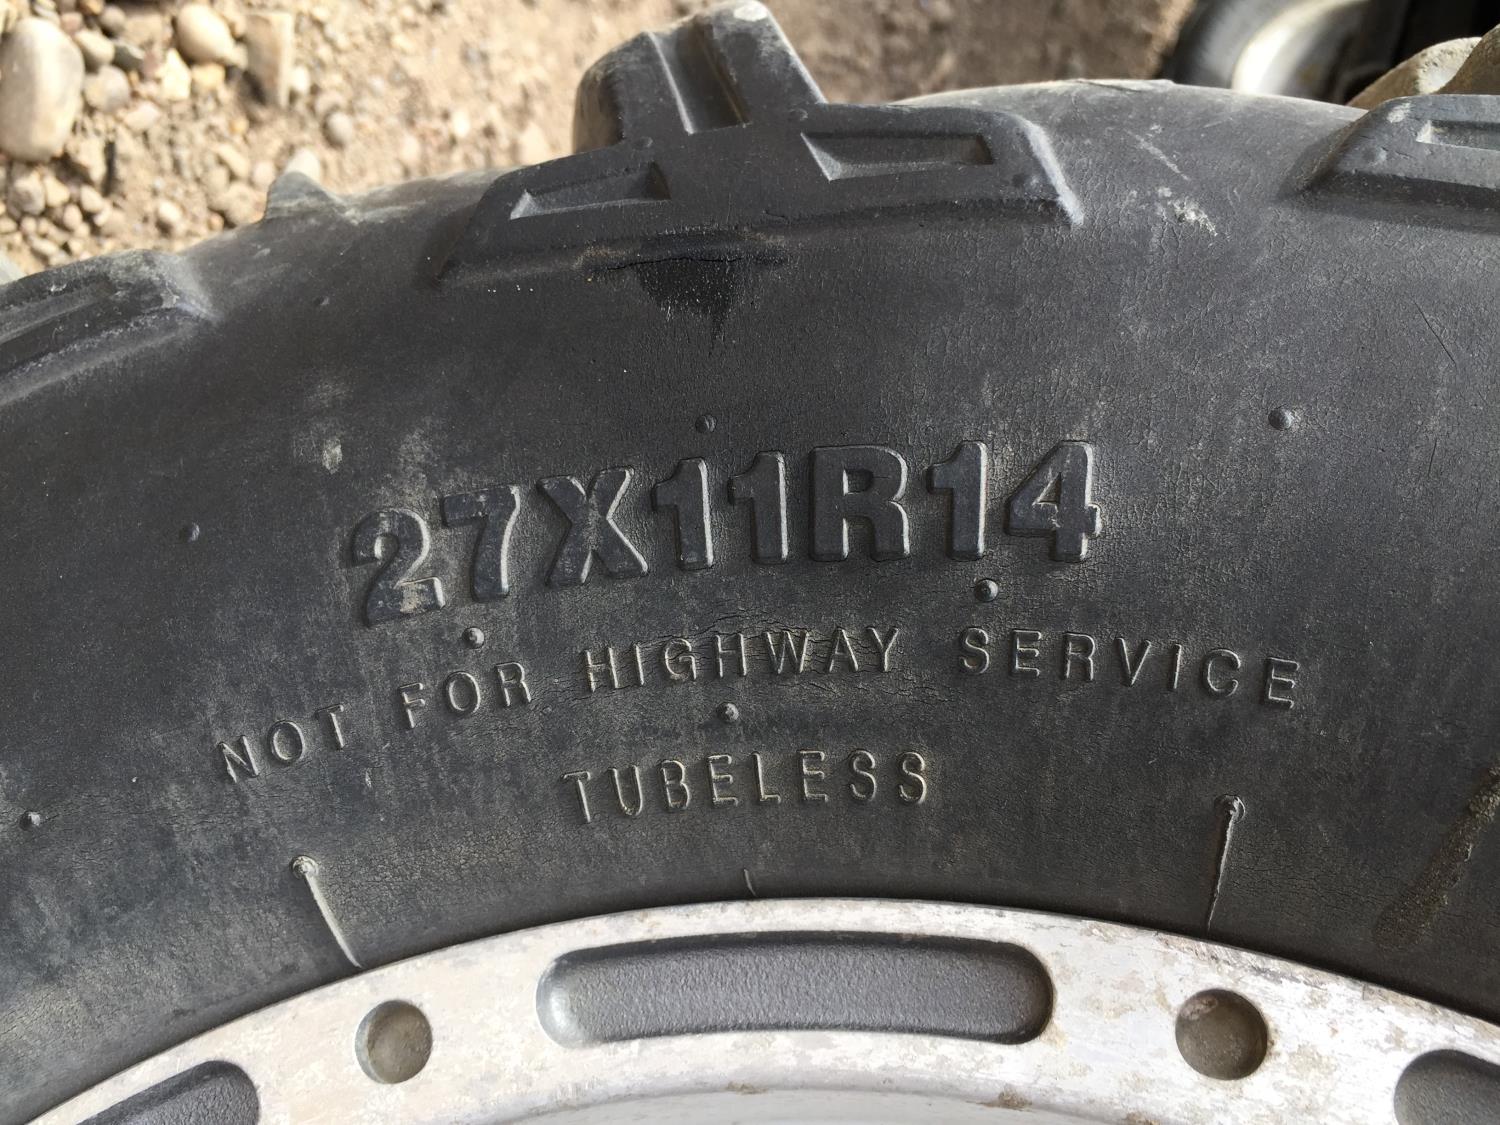 27X11R14
NOT FOR HIGHWAY SERVICE
TUBELESS